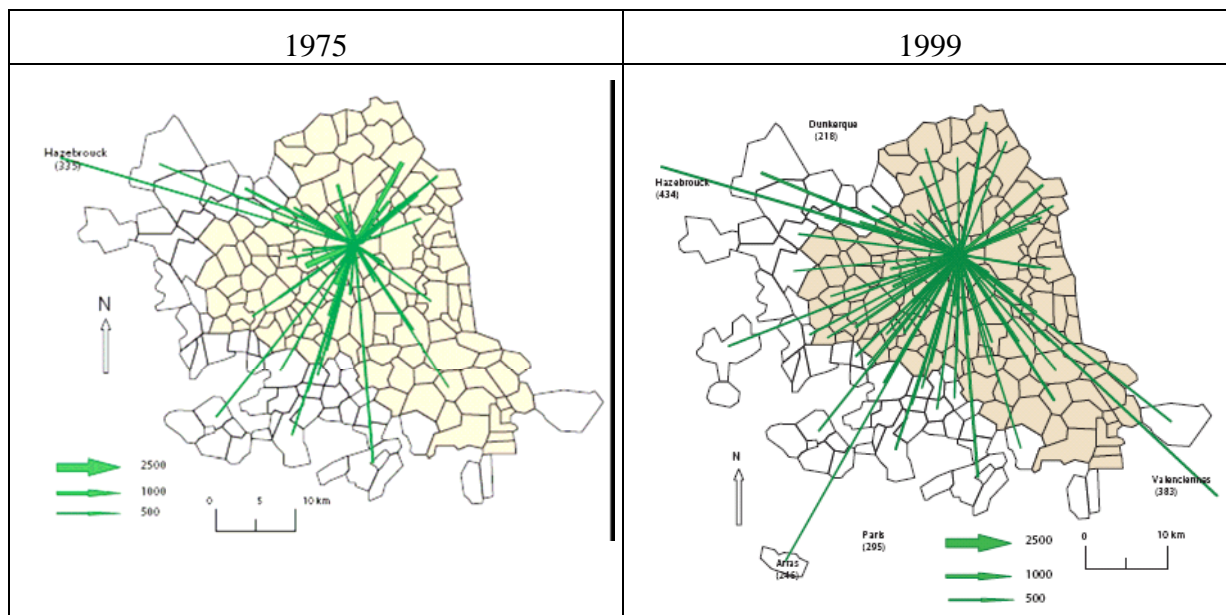 1975
Hazebrouck
(335)
N
2500
1000
500
0 5 10 km
1999
Dunkerque
(218)
Hazebrouck
(434)
N
Valenciennes
(383)
Paris
(295)
Arras
(246)
2500
1000
500
0 10 km